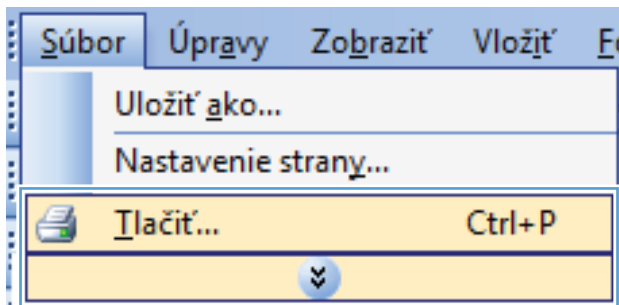 Súbor Úpravy Zobraziť Vložiť
Uložiť ako...
Nastavenie strany...
Tlačiť... Ctrl+P